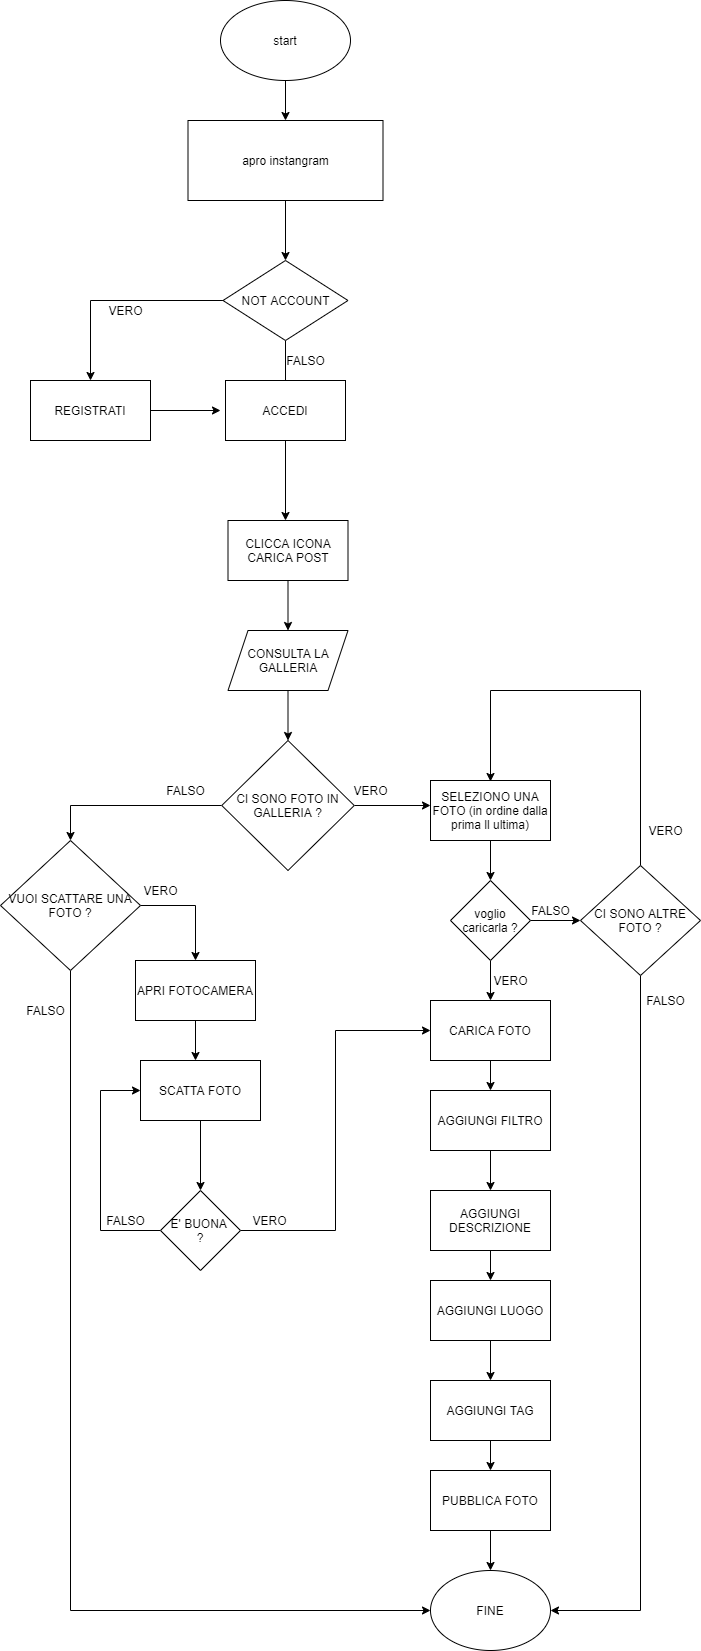 start
apro instangram
NOT ACCOUNT
VERO
FALSO
REGISTRATI
ACCEDI
CLICCA ICONA
CARICA POST
CONSULTA LA
GALLERIA
CI SONO FOTO IN
GALLERIA ?
FALSO
VERO
SELEZIONO UNA
FOTO (in ordine dalla
prima ll ultima)
VERO
VUOI SCATTARE UNA
FOTO ?
VERO
voglio
caricarla ?
FALSO
CI SONO ALTRE
FOTO ?
VERO
FALSO
APRI FOTOCAMERA
FALSO
CARICA FOTO
SCATTA FOTO
AGGIUNGI FILTRO
FALSO
E' BUONA
?
VERO
AGGIUNGI
DESCRIZIONE
AGGIUNGI LUOGO
AGGIUNGI TAG
PUBBLICA FOTO
FINE